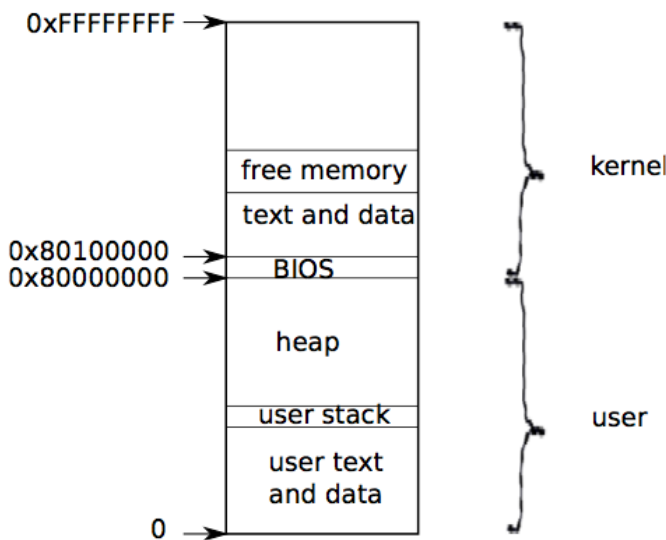 0xFFFFFFFF
free memory
kernel
text and data
0x80100000
BIOS
0x80000000
heap
user stack
user
user text
and data
0